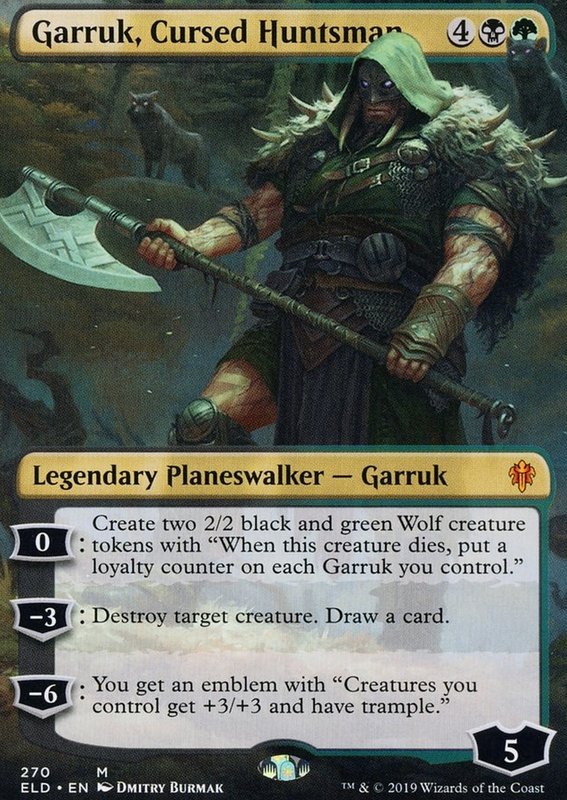 Garruk, Cursed Huntsman 4
Legendary Planeswalker — Garruk
0 : Create two 2/2 black and green Wolf creature
tokens with “When this creature dies, put a
loyalty counter on each Garruk you control.”
−3 : Destroy target creature. Draw a card.
−6 : You get an emblem with “Creatures you
control get +3/+3 and have trample.”
5
270 M
ELD • EN Dmitry Burmak
™ & © 2019 Wizards of the Coast